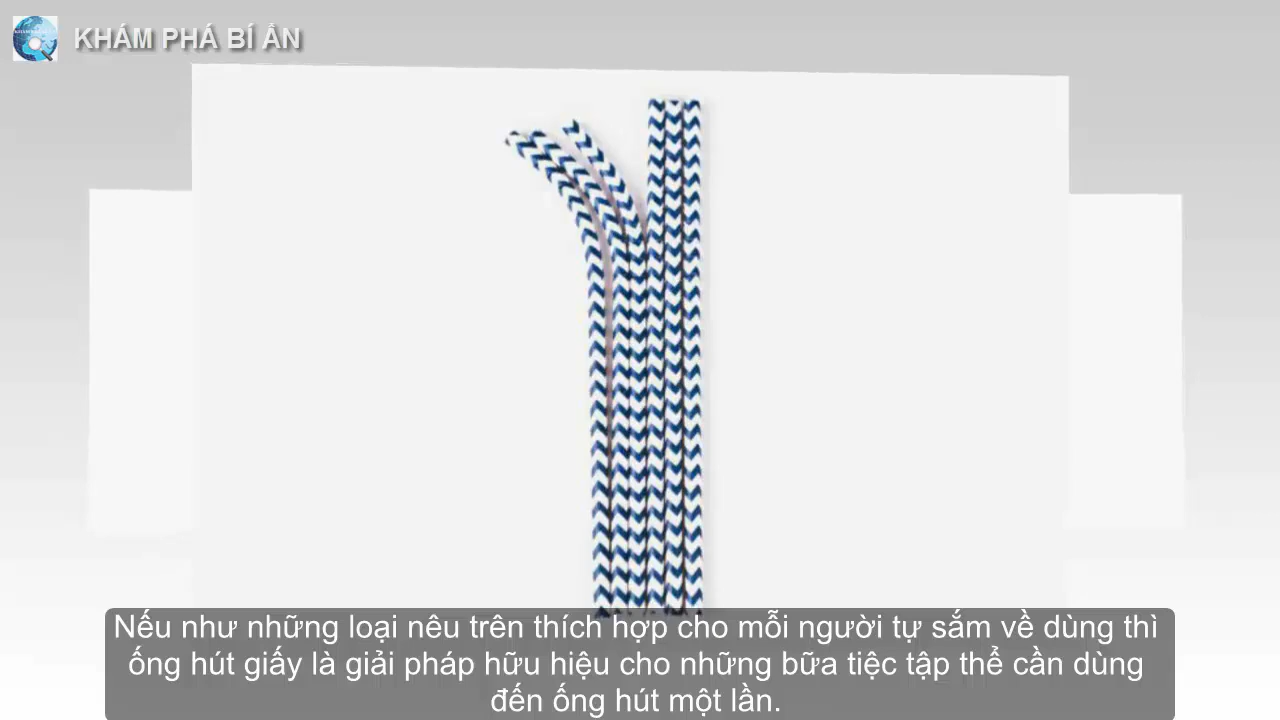 KHÁM PHÁ BÍ ẨN
Nếu như những loại nêu trên thích hợp cho mỗi người tự sắm về dùng thì
ống hút giấy là giải pháp hữu hiệu cho những bữa tiệc tập thể cần dùng
đến ống hút một lần.